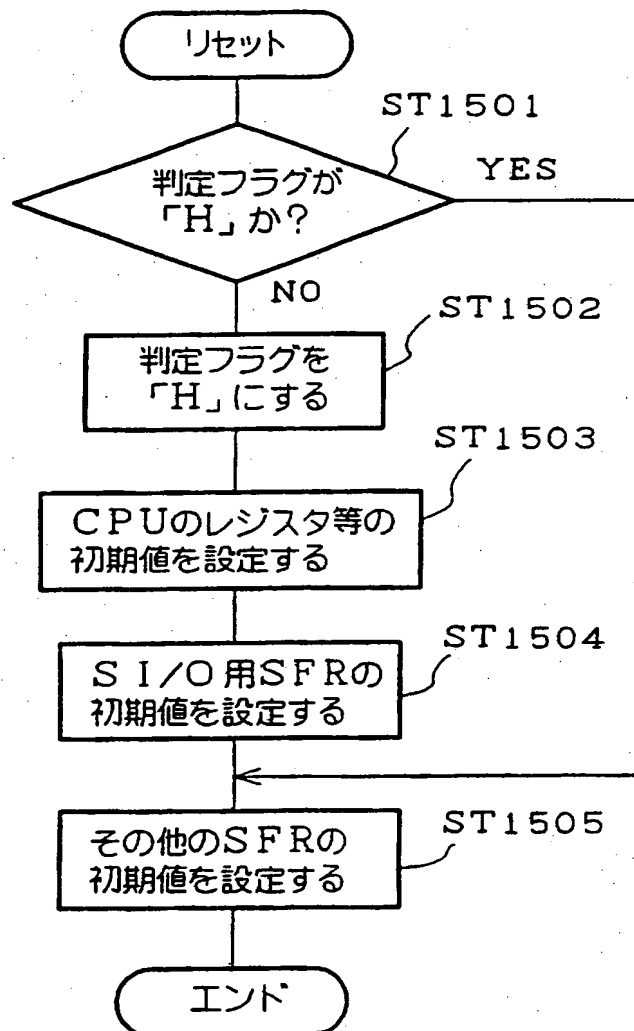 リセット
ST1501
判定フラグが
「H」か?
YES
NO
ST1502
判定フラグを
「H」にする
ST1503
CPUのレジスタ等の
初期値を設定する
ST1504
SI/O用SFRの
初期値を設定する
ST1505
その他のSFRの
初期値を設定する
エンド